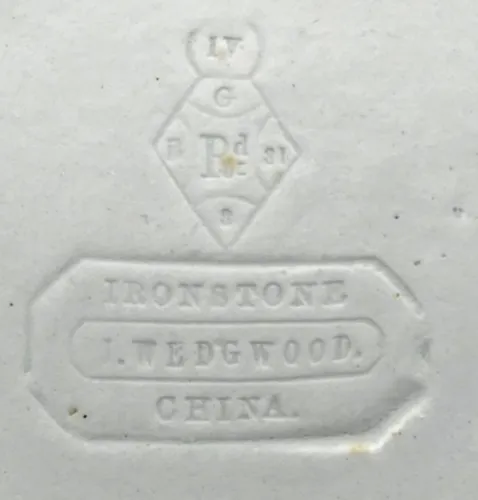 IV
G
Rd
31
8
IRONSTONE
J. WEDGWOOD.
CHINA.